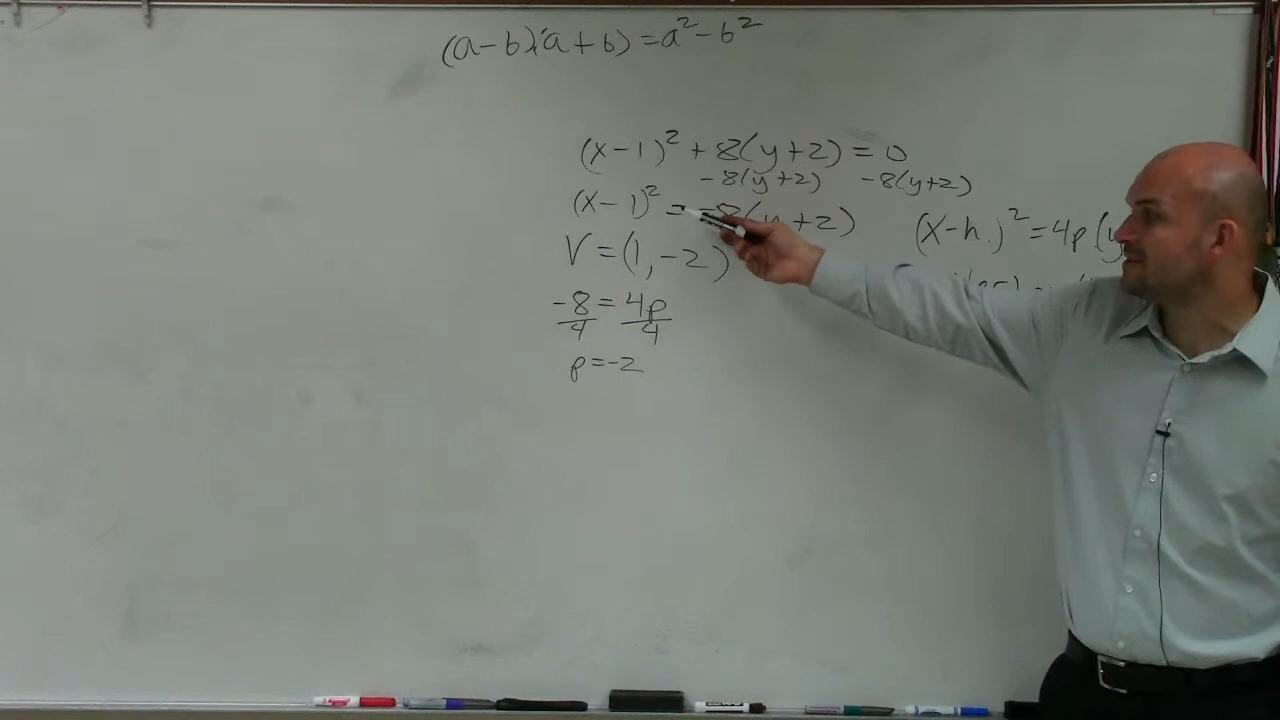 (a-b)(a+b)=a²-b²
(x-1)²+8(y+2)=0
-8(y+2) -8(y+2)
(x-1)²=-8(y+2)
(x-h)²=4p(y
V=(1,-2)
-8=4p
4 4
p=-2